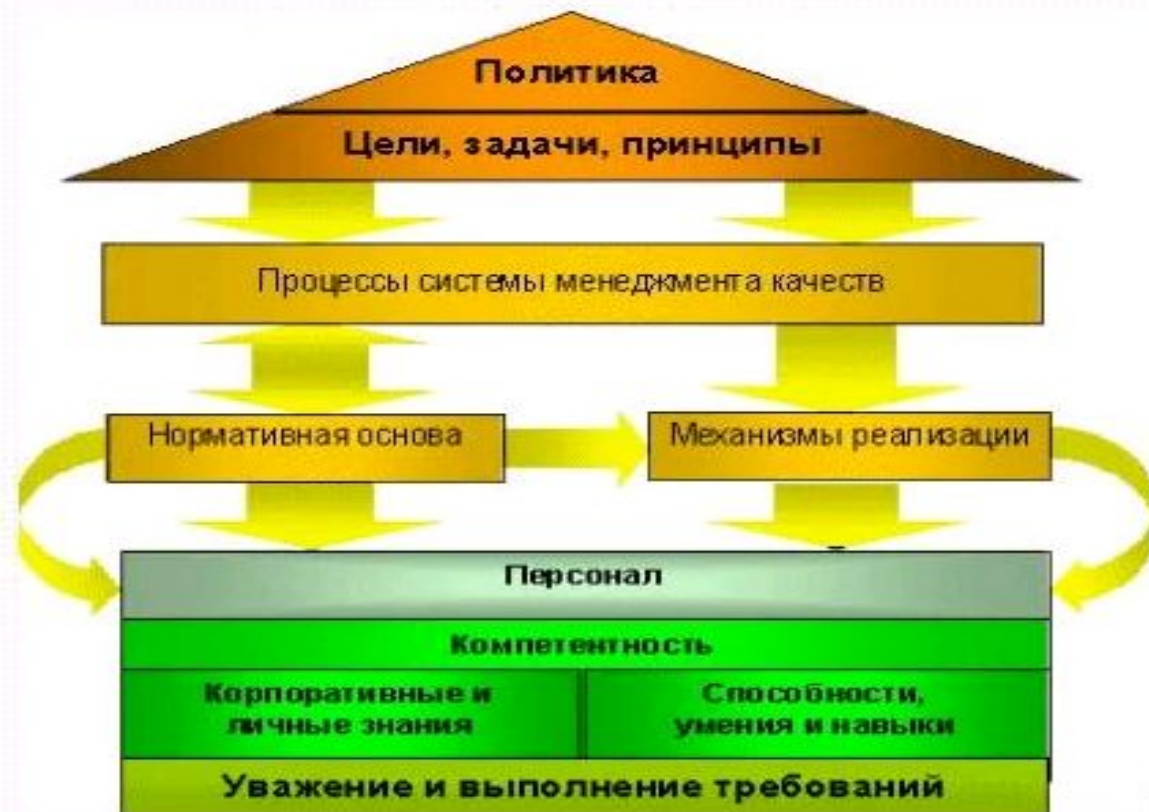 Политика
Цели, задачи, принципы
Процессы системы менеджмента качеств
Нормативная основа
Механизмы реализации
Персонал
Компетентность
Корпоративные и
личные знания
Способности,
умения и навыки
Уважение и выполнение требований